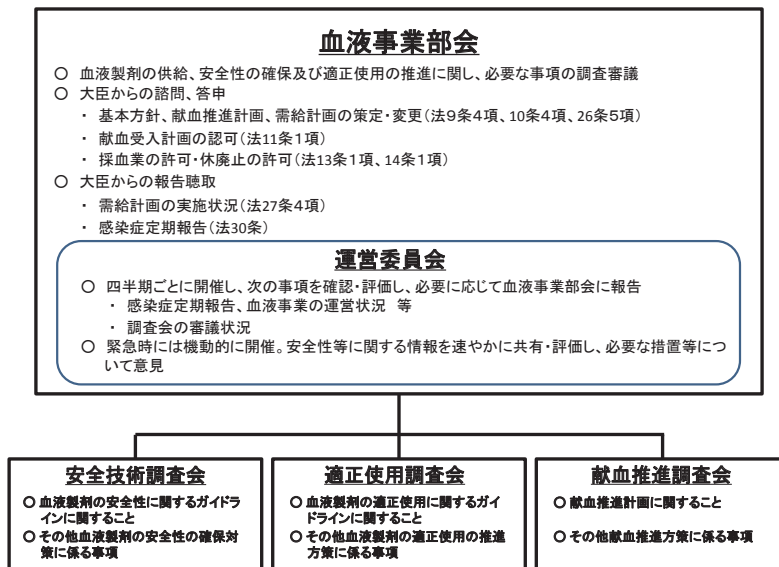 血液事業部会
○ 血液製剤の供給、安全性の確保及び適正使用の推進に関し、必要な事項の調査審議
○ 大臣からの諮問、答申
・ 基本方針、献血推進計画、需給計画の策定・変更(法9条4項、10条4項、26条5項)
・ 献血受入計画の認可(法11条1項)
・ 採血業の許可・休廃止の許可(法13条1項、14条1項)
○ 大臣からの報告聴取
・ 需給計画の実施状況(法27条4項)
・ 感染症定期報告(法30条)
運営委員会
○ 四半期ごとに開催し、次の事項を確認・評価し、必要に応じて血液事業部会に報告
・ 感染症定期報告、血液事業の運営状況 等
・ 調査会の審議状況
○ 緊急時には機動的に開催。安全性等に関する情報を速やかに共有・評価し、必要な措置等につ
いて意見
安全技術調査会
○ 血液製剤の安全性に関するガイドラ
インに関すること
○ その他血液製剤の安全性の確保対
策に係る事項
適正使用調査会
○ 血液製剤の適正使用に関するガイ
ドラインに関すること
○ その他血液製剤の適正使用の推進
方策に係る事項
献血推進調査会
○ 献血推進計画に関すること
○ その他献血推進方策に係る事項